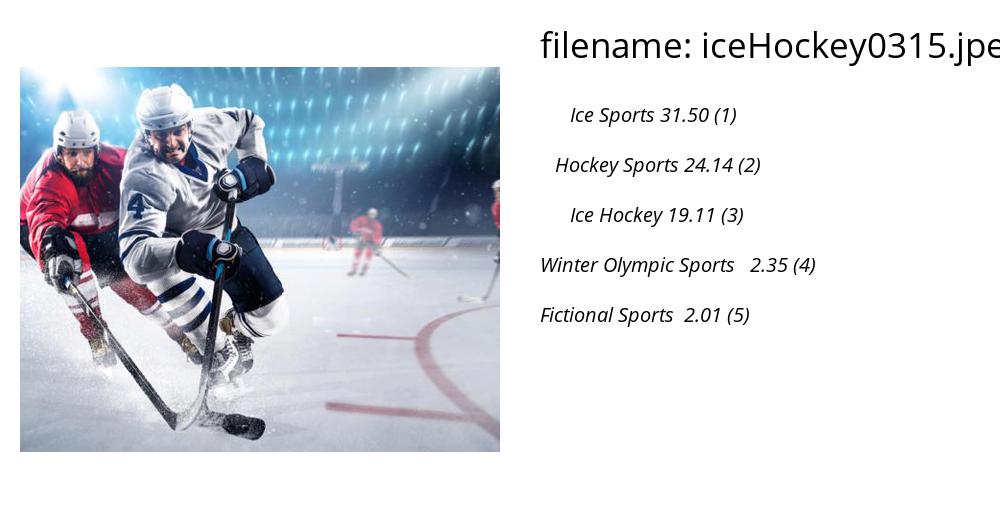 filename: iceHockey0315.jpe
Ice Sports 31.50 (1)
Hockey Sports 24.14 (2)
Ice Hockey 19.11 (3)
Winter Olympic Sports 2.35 (4)
Fictional Sports 2.01 (5)
4